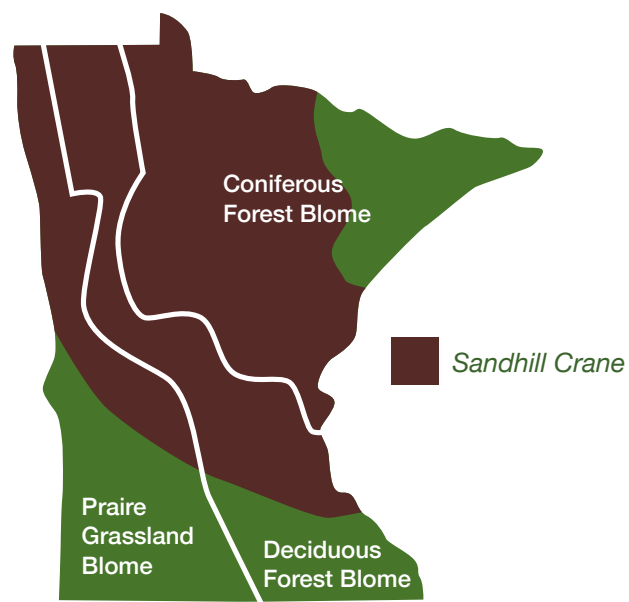 Coniferous
Forest Blome
Sandhill Crane
Praire
Grassland
Blome
Deciduous
Forest Blome